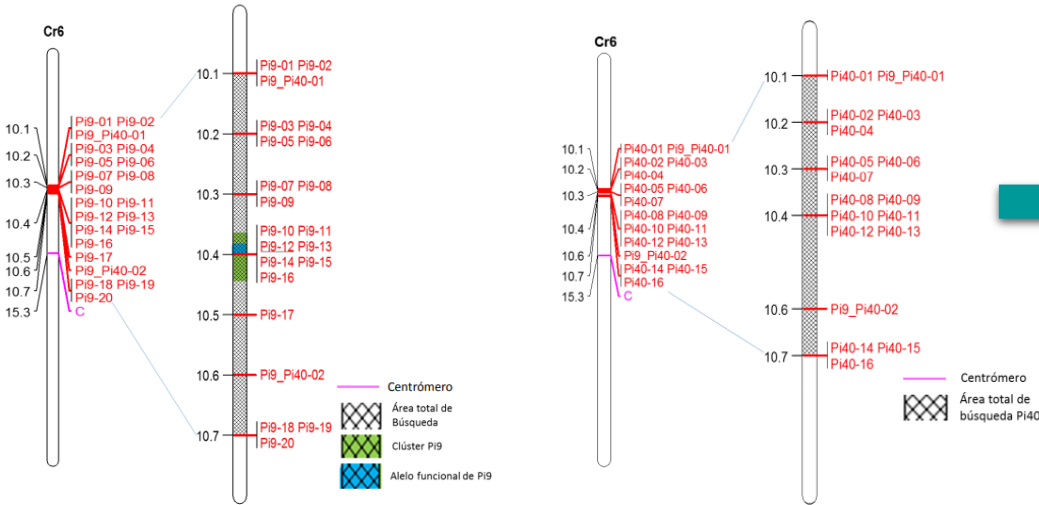 Cr6
10.1
10.2
10.3
10.4
10.5
10.6
10.7
15.3
Pi9-01 Pi9-02
Pi9_Pi40-01
Pi9-03 Pi9-04
Pi9-05 Pi9-06
Pi9-07 Pi9-08
Pi9-09
Pi9-10 Pi9-11
Pi9-12 Pi9-13
Pi9-14 Pi9-15
Pi9-16
Pi9-17
Pi9_Pi40-02
Pi9-18 Pi9-19
Pi9-20
C
10.1
Pi9-01 Pi9-02
Pi9_Pi40-01
10.2
Pi9-03 Pi9-04
Pi9-05 Pi9-06
10.3
Pi9-07 Pi9-08
Pi9-09
10.4
Pi9-10 Pi9-11
Pi9-12 Pi9-13
Pi9-14 Pi9-15
Pi9-16
10.5
Pi9-17
10.6
Pi9_Pi40-02
10.7
Pi9-18 Pi9-19
Pi9-20
Centrómero
Área total de
Búsqueda
Clúster Pi9
Alelo funcional de Pi9
Cr6
10.1
10.2
10.3
10.4
10.6
10.7
15.3
Pi40-01 Pi9_Pi40-01
Pi40-02 Pi40-03
Pi40-04
Pi40-05 Pi40-06
Pi40-07
Pi40-08 Pi40-09
Pi40-10 Pi40-11
Pi40-12 Pi40-13
Pi9_Pi40-02
Pi40-14 Pi40-15
Pi40-16
C
10.1
Pi40-01 Pi9_Pi40-01
10.2
Pi40-02 Pi40-03
Pi40-04
10.3
Pi40-05 Pi40-06
Pi40-07
10.4
Pi40-08 Pi40-09
Pi40-10 Pi40-11
Pi40-12 Pi40-13
10.6
Pi9_Pi40-02
10.7
Pi40-14 Pi40-15
Pi40-16
Centrómero
Área total de
búsqueda Pi40